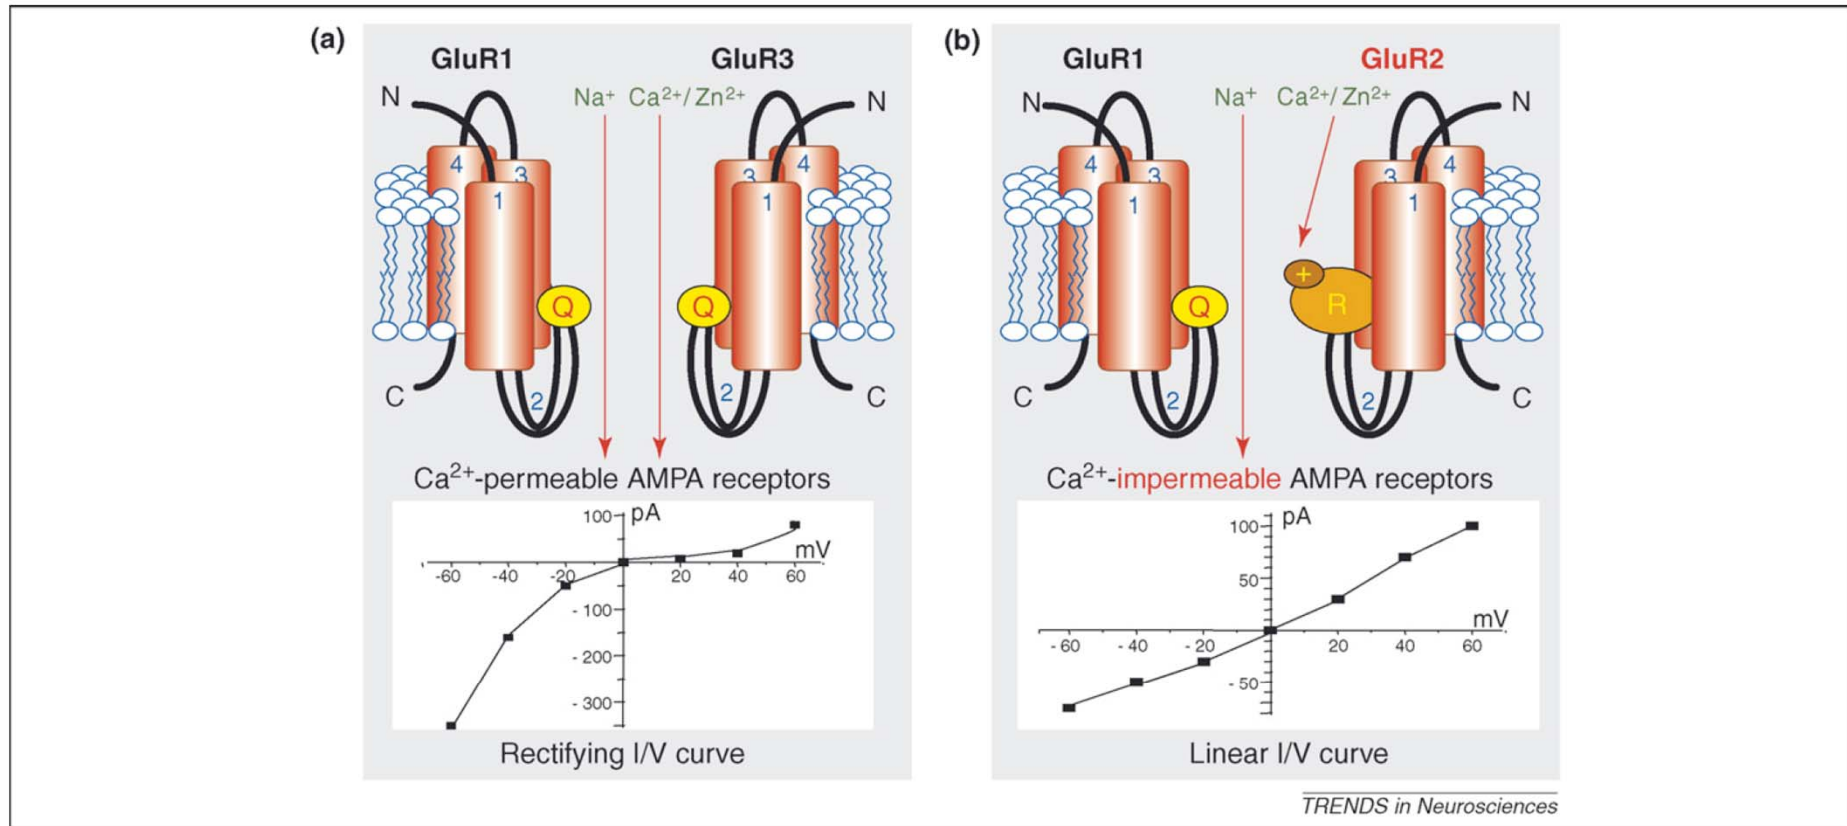 (a)
GluR1 GluR3
N Na⁺ Ca²⁺/ Zn²⁺ N
4 3 1 3 4 1
Q Q
2 2
C C
Ca²⁺-permeable AMPA receptors
100 pA
mV
-60 -40 -20 20 40 60
- 100
- 200
- 300
Rectifying I/V curve
(b)
GluR1 GluR2
N Na⁺ Ca²⁺/ Zn²⁺ N
4 3 1 3 4 1
+
Q R
2 2
C C
Ca²⁺-impermeable AMPA receptors
100 pA
50
mV
- 60 - 40 - 20 20 40 60
- 50
Linear I/V curve
TRENDS in Neurosciences